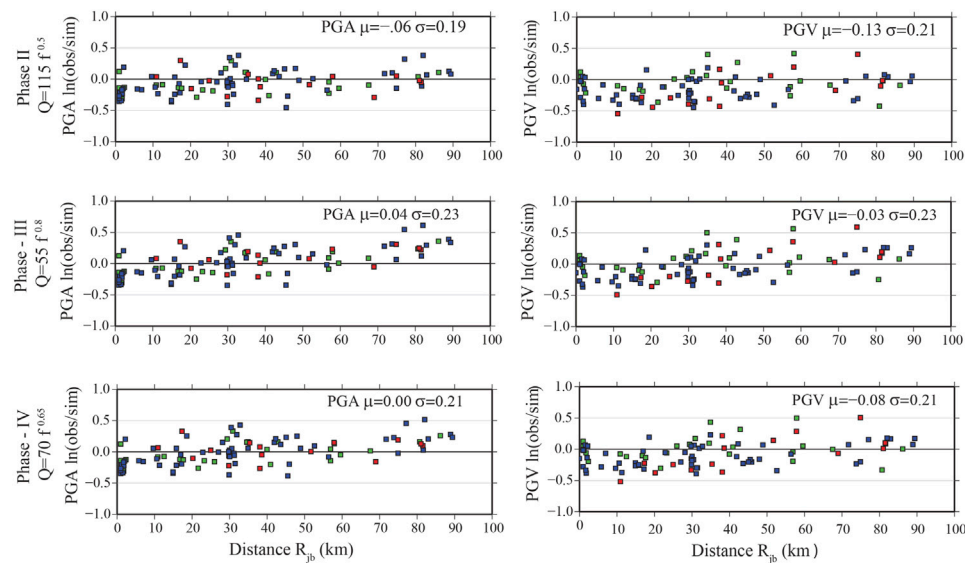 Phase II
Q=115 f 0.5
PGA ln(obs/sim)
PGA μ=−.06 σ=0.19
1.0
0.5
0.0
−0.5
−1.0
0 10 20 30 40 50 60 70 80 90 100
PGV ln(obs/sim)
PGV μ=−0.13 σ=0.21
1.0
0.5
0.0
−0.5
−1.0
10 20 30 40 50 60 70 80 90 100
Phase - III
Q=55 f 0.8
PGA ln(obs/sim)
PGA μ=0.04 σ=0.23
1.0
0.5
0.0
−0.5
−1.0
0 10 20 30 40 50 60 70 80 90 100
PGV ln(obs/sim)
PGV μ=−0.03 σ=0.23
1.0
0.5
0.0
−0.5
−1.0
10 20 30 40 50 60 70 80 90 100
Phase - IV
Q=70 f 0.65
PGA ln(obs/sim)
PGA μ=0.00 σ=0.21
1.0
0.5
0.0
−0.5
−1.0
0 10 20 30 40 50 60 70 80 90 100
Distance Rjb (km)
PGV ln(obs/sim)
PGV μ=−0.08 σ=0.21
1.0
0.5
0.0
−0.5
−1.0
10 20 30 40 50 60 70 80 90 100
Distance Rjb (km)